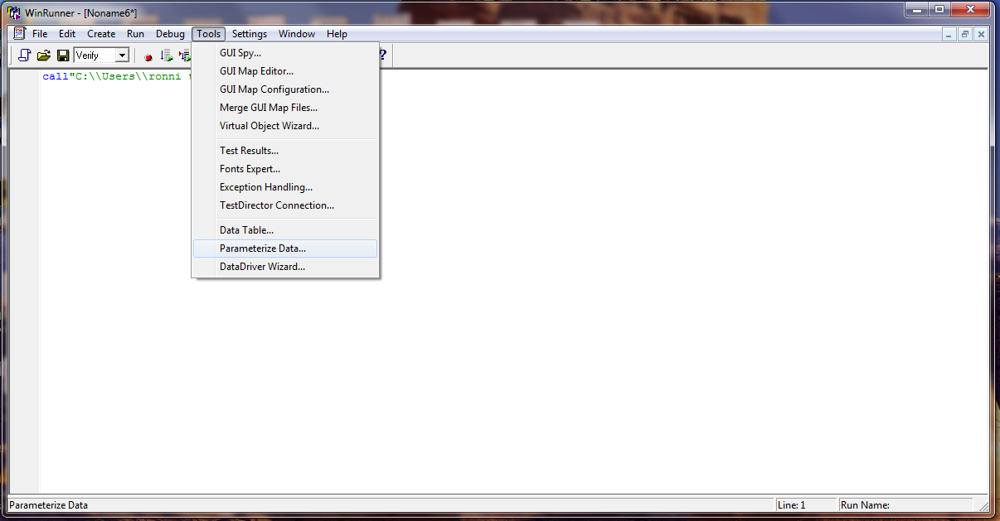 WinRunner - [Noname6*]
File Edit Create Run Debug Tools Settings Window Help
Verify ?
call"C:\\Users\\ronni
GUI Spy...
GUI Map Editor...
GUI Map Configuration...
Merge GUI Map Files...
Virtual Object Wizard...
Test Results...
Fonts Expert...
Exception Handling...
TestDirector Connection...
Data Table...
Parameterize Data...
DataDriver Wizard...
Parameterize Data Line: 1 Run Name: